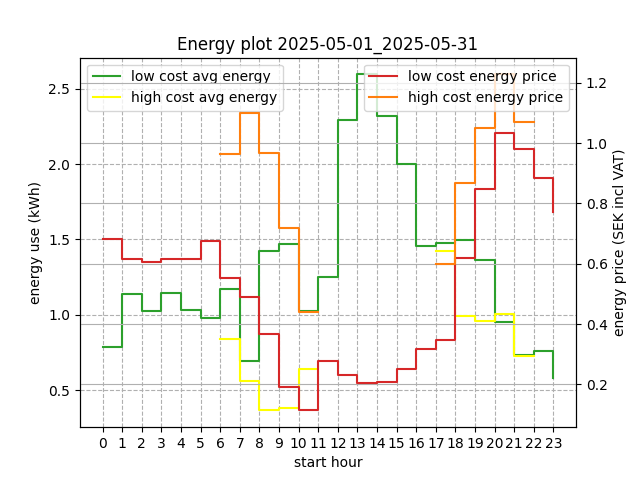 Energy plot 2025-05-01_2025-05-31
low cost avg energy
high cost avg energy
low cost energy price
high cost energy price
2.5
2.0
1.5
1.0
0.5
energy use (kWh)
1.2
1.0
0.8
0.6
0.4
0.2
energy price (SEK incl VAT)
0 1 2 3 4 5 6 7 8 9 10 11 12 13 14 15 16 17 18 19 20 21 22 23
start hour